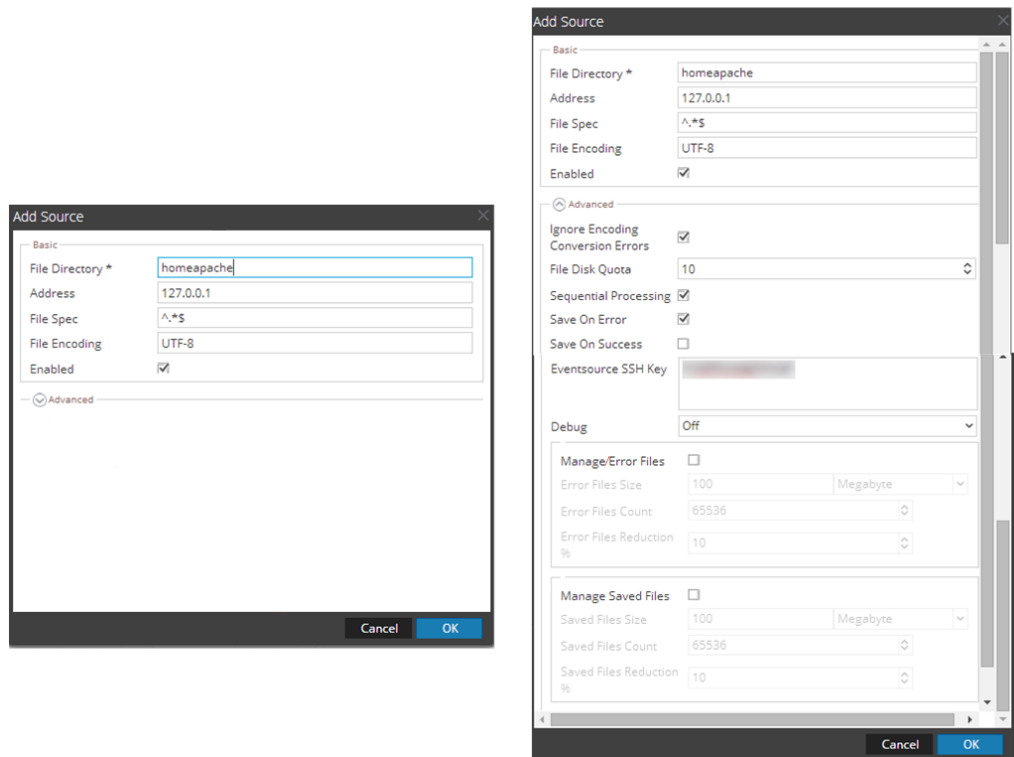 Add Source
Basic
File Directory * homeapache
Address 127.0.0.1
File Spec ^.*$
File Encoding UTF-8
Enabled
Advanced
Cancel OK
Add Source
Basic
File Directory * homeapache
Address 127.0.0.1
File Spec ^.*$
File Encoding UTF-8
Enabled
Advanced
Ignore Encoding
Conversion Errors
File Disk Quota 10
Sequential Processing
Save On Error
Save On Success
Eventsource SSH Key
Debug Off
Manage/Error Files
Error Files Size 100 Megabyte
Error Files Count 65536
Error Files Reduction 10
%
Manage Saved Files
Saved Files Size 100 Megabyte
Saved Files Count 65536
Saved Files Reduction 10
%
Cancel OK